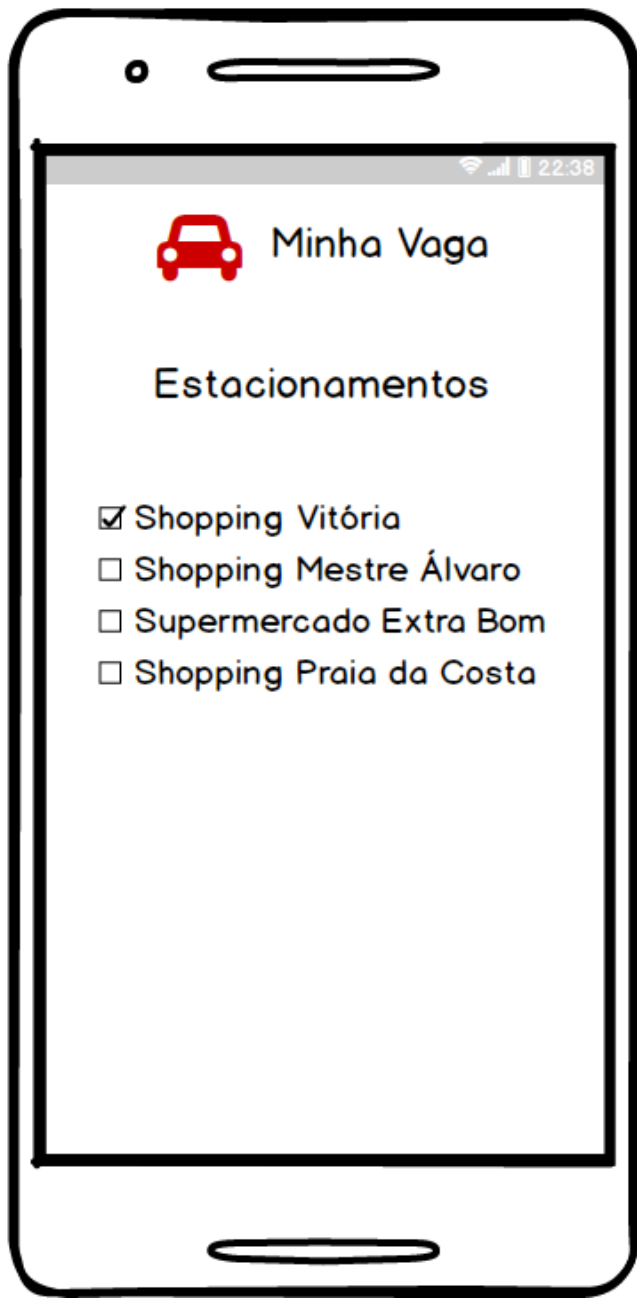 22:38
Minha Vaga
Estacionamentos
Shopping Vitória
Shopping Mestre Álvaro
Supermercado Extra Bom
Shopping Praia da Costa